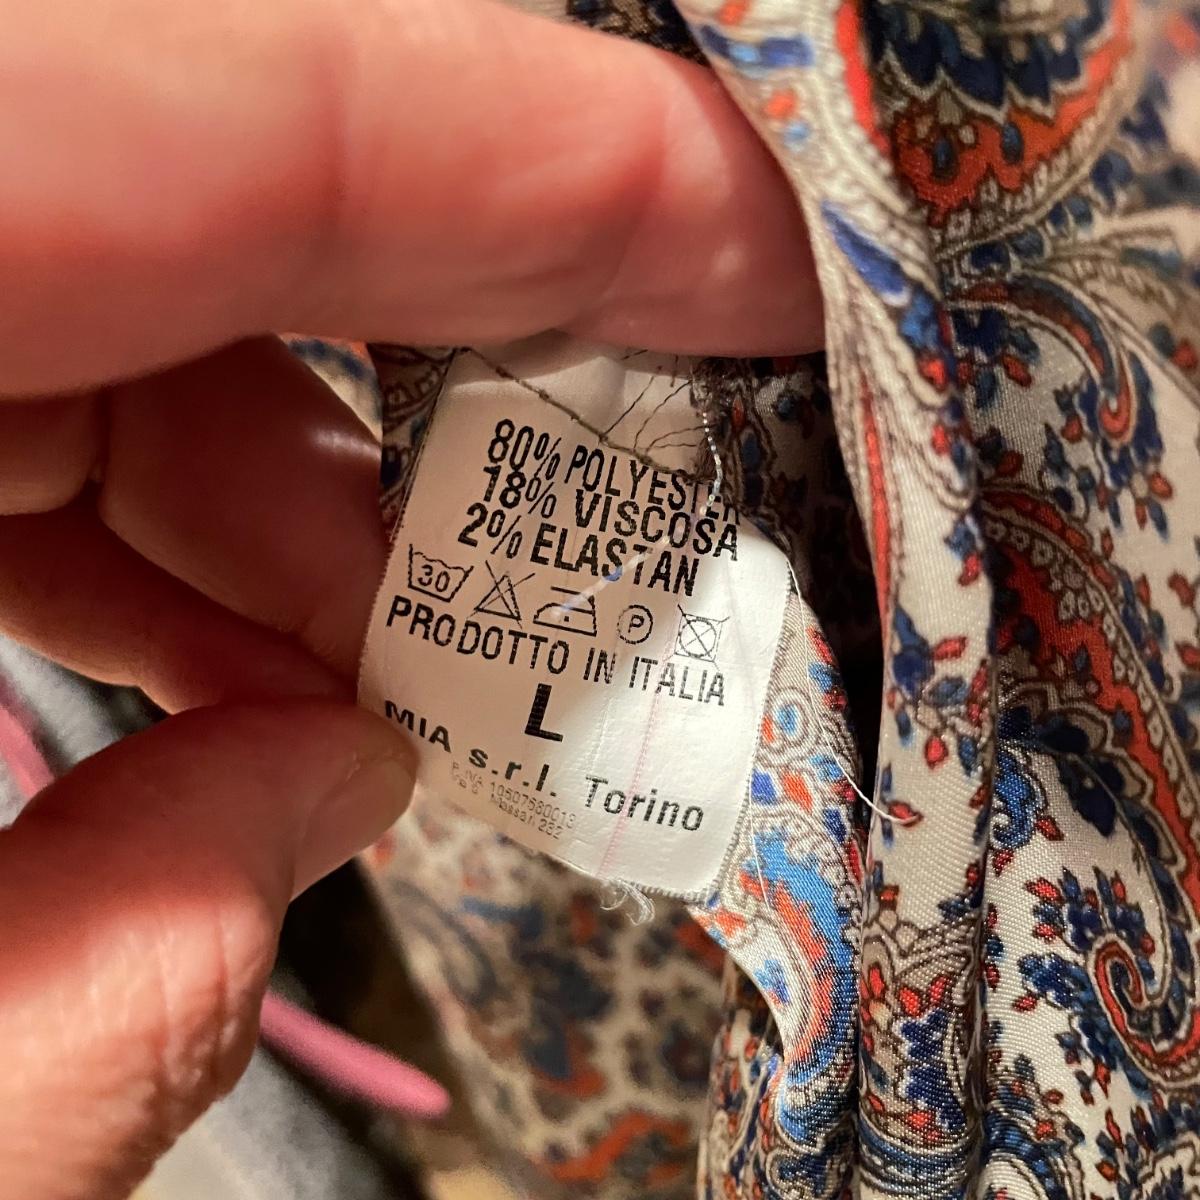 80% POLYESTER
18% VISCOSA
2% ELASTAN
30 P
PRODOTTO IN ITALIA
L
MIA s.r.l. Torino